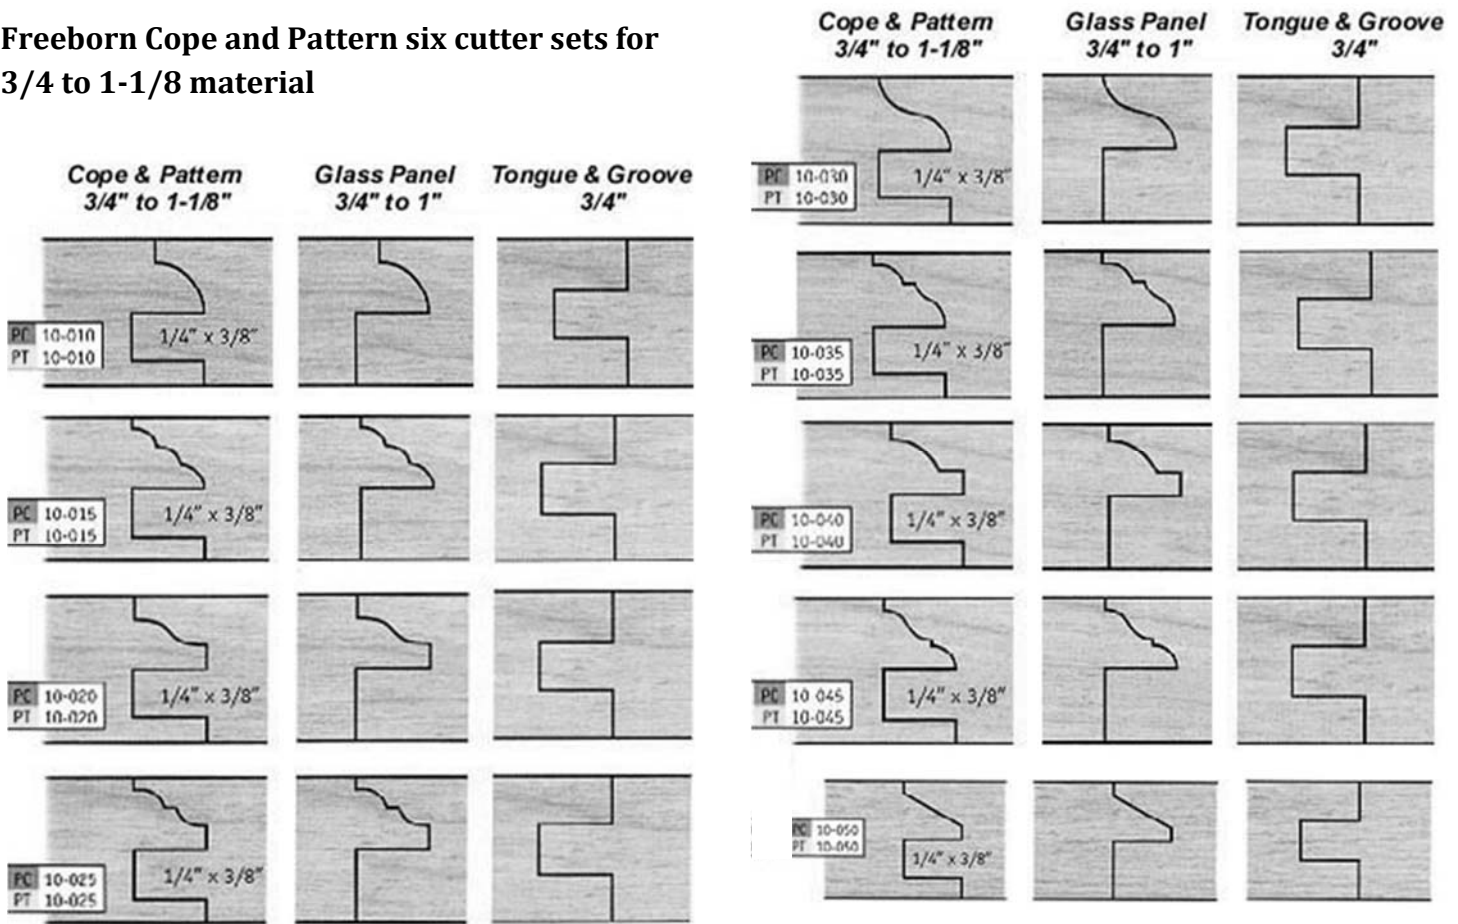 Freeborn Cope and Pattern six cutter sets for
3/4 to 1-1/8 material
Cope & Pattern
3/4" to 1-1/8"
Glass Panel
3/4" to 1"
Tongue & Groove
3/4"
PC 10-010
PT 10-010
1/4" x 3/8"
PC 10-015
PT 10-015
1/4" x 3/8"
PC 10-020
PT 10-020
1/4" x 3/8"
PC 10-025
PT 10-025
1/4" x 3/8"
Cope & Pattern
3/4" to 1-1/8"
Glass Panel
3/4" to 1"
Tongue & Groove
3/4"
PC 10-030
PT 10-030
1/4" x 3/8"
PC 10-035
PT 10-035
1/4" x 3/8"
PC 10-040
PT 10-040
1/4" x 3/8"
PC 10-045
PT 10-045
1/4" x 3/8"
PC 10-050
PT 10-050
1/4" x 3/8"